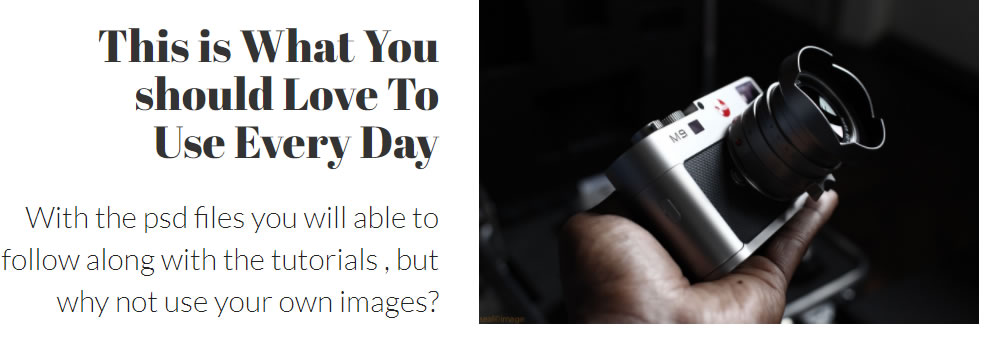 This is What You
should Love To
Use Every Day
With the psd files you will able to
follow along with the tutorials , but
why not use your own images?
M9